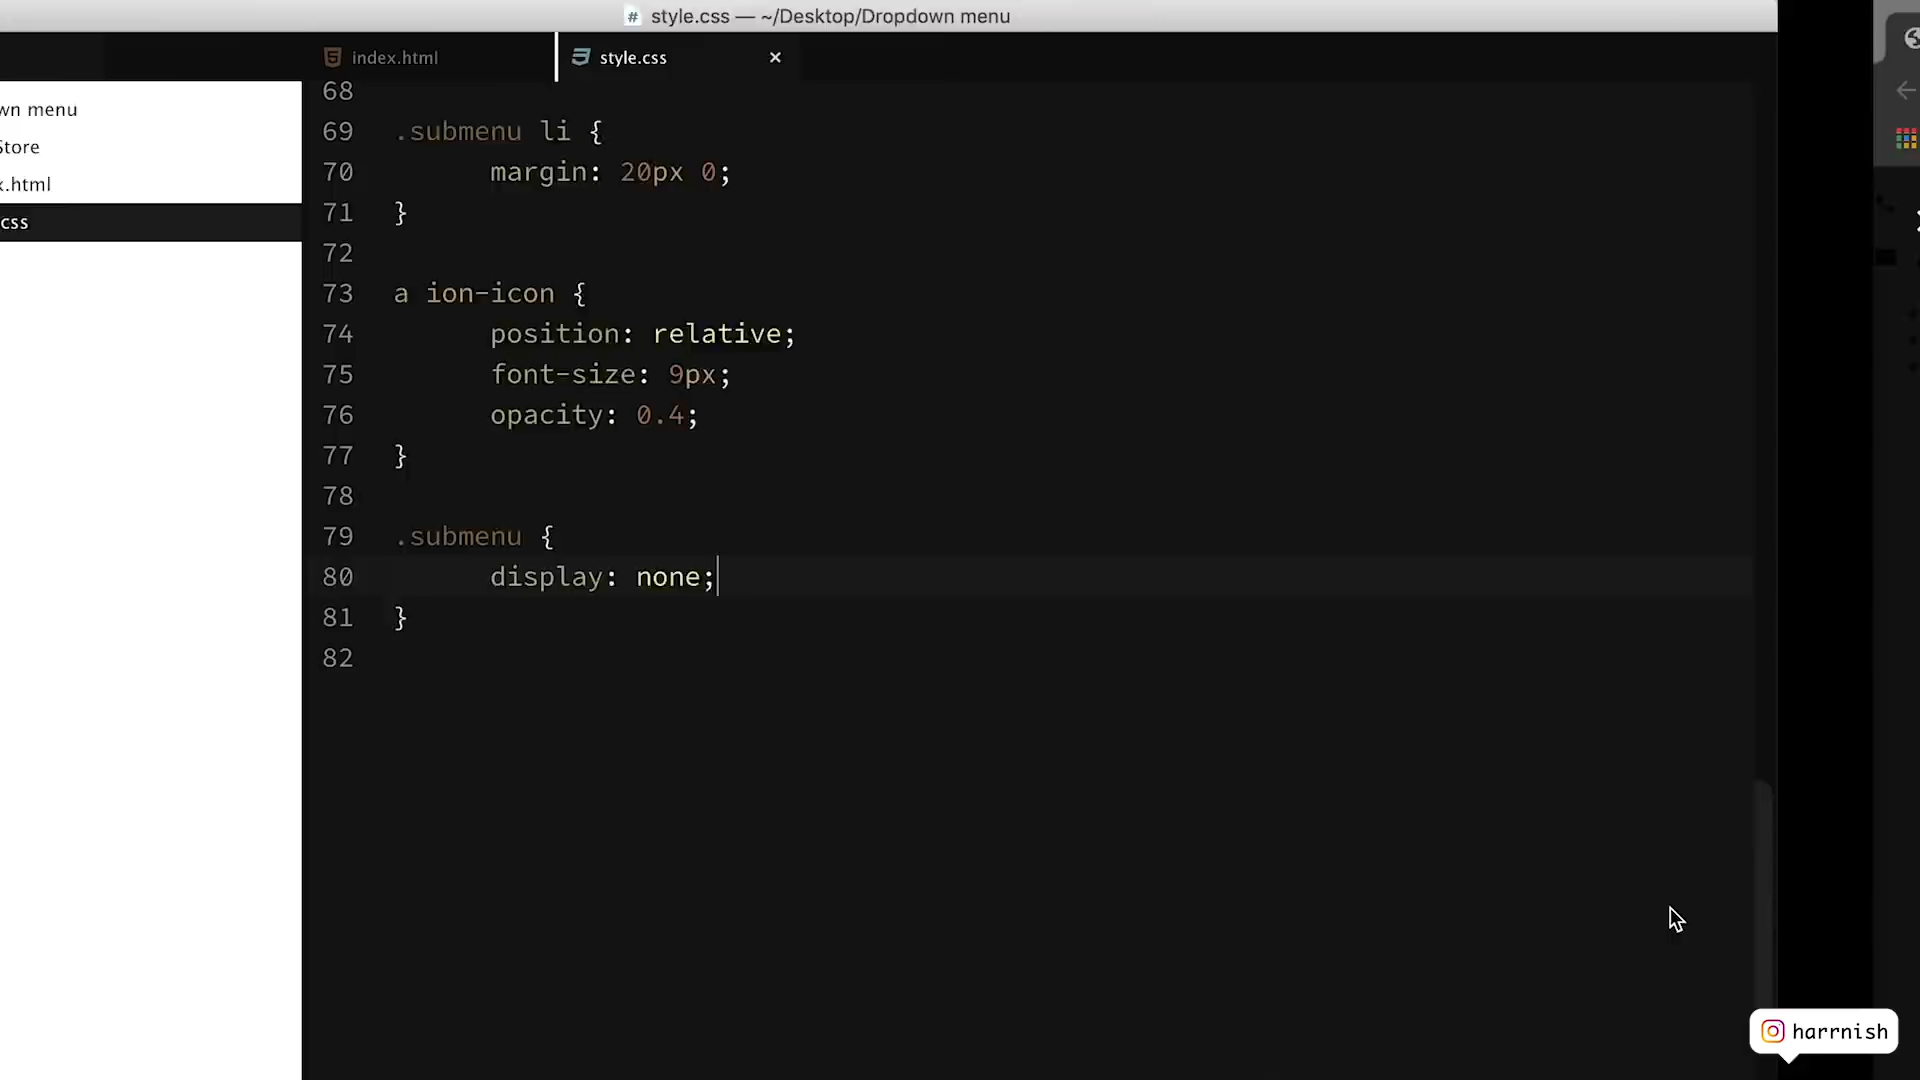 style.css — ~/Desktop/Dropdown menu
index.html
style.css
wn menu
Store
x.html
css
68
69 .submenu li {
70 margin: 20px 0;
71 }
72
73 a ion-icon {
74 position: relative;
75 font-size: 9px;
76 opacity: 0.4;
77 }
78
79 .submenu {
80 display: none;
81 }
82
harrnish